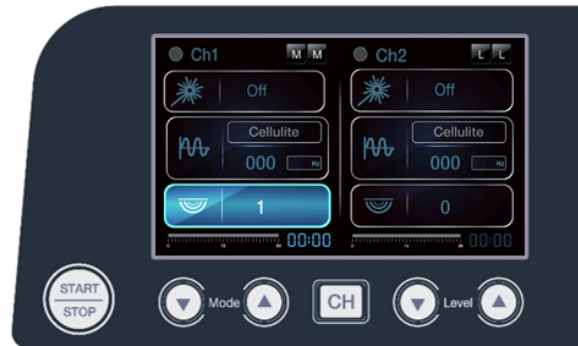 Ch1 M M
Off
Cellulite
000 Hz
1
00:00
Ch2 L L
Off
Cellulite
000 Hz
0
00:00
START
STOP
Mode
CH
Level